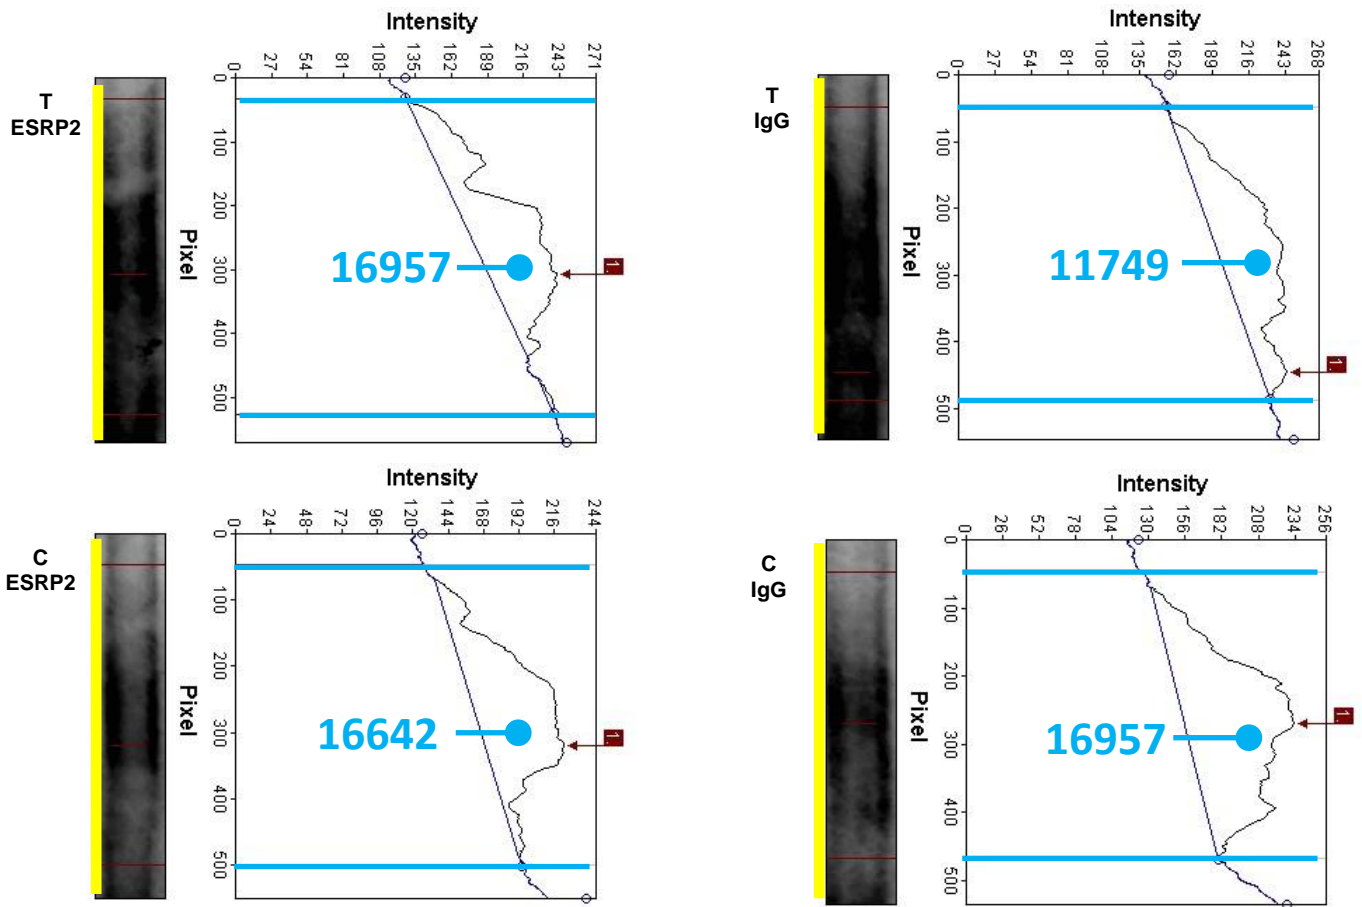 Intensity
0 27 54 81 108 135 162 189 216 243 271
T
ESRP2
0 100 200 300 400 500
Pixel
16957
1.
Intensity
0 27 54 81 108 135 162 189 216 243 268
T
IgG
0 100 200 300 400 500
Pixel
11749
1.
Intensity
0 24 48 72 96 120 144 168 192 216 244
C
ESRP2
0 100 200 300 400 500
Pixel
16642
1.
Intensity
0 26 52 78 104 130 156 182 208 234 256
C
IgG
0 100 200 300 400 500
Pixel
16957
1.